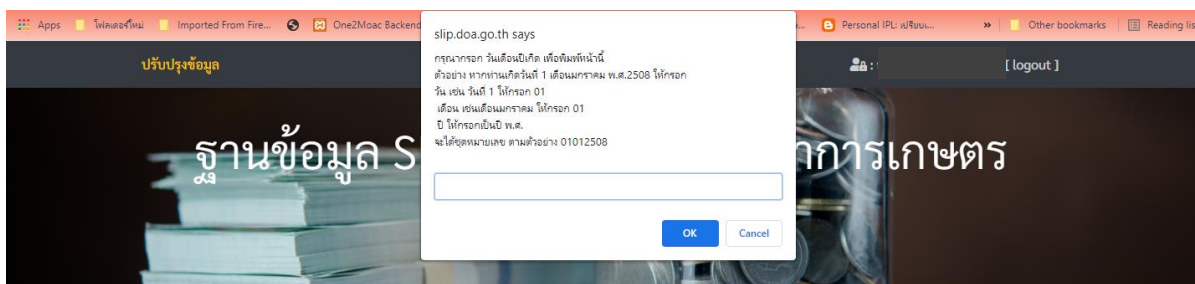 Apps โฟลเดอร์ใหม่ Imported From Fire... One2Moac Backend Personal IPL: เปรียบเ... » Other bookmarks Reading lis
slip.doa.go.th says
กรุณากรอก วันเดือนปีเกิด เพื่อพิมพ์หน้านี้
ตัวอย่าง หากท่านเกิดวันที่ 1 เดือนมกราคม พ.ศ.2508 ให้กรอก
วัน เช่น วันที่ 1 ให้กรอก 01
เดือน เช่นเดือนมกราคม ให้กรอก 01
ปี ให้กรอกเป็นปี พ.ศ.
จะได้ชุดหมายเลข ตามตัวอย่าง 01012508
OK Cancel
ปรับปรุงข้อมูล : [ logout ]
ฐานข้อมูล S าการเกษตร